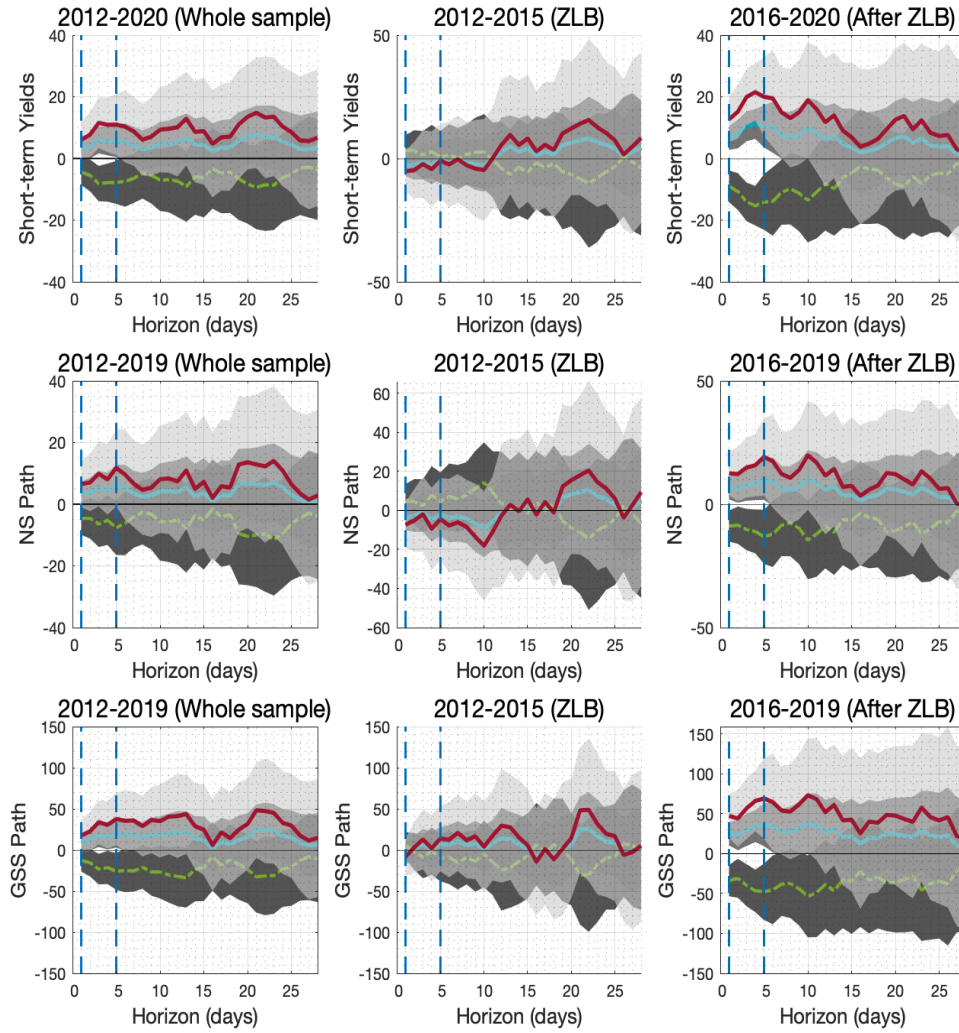 2012-2020 (Whole sample)
2012-2015 (ZLB)
2016-2020 (After ZLB)
Short-term Yields
40
20
0
-20
-40
0 5 10 15 20 25
Horizon (days)
Short-term Yields
50
0
-50
0 5 10 15 20 25
Horizon (days)
Short-term Yields
40
20
0
-20
-40
0 5 10 15 20 25
Horizon (days)
2012-2019 (Whole sample)
2012-2015 (ZLB)
2016-2019 (After ZLB)
NS Path
40
20
0
-20
-40
0 5 10 15 20 25
Horizon (days)
NS Path
60
40
20
0
-20
-40
-60
0 5 10 15 20 25
Horizon (days)
NS Path
50
0
-50
0 5 10 15 20 25
Horizon (days)
2012-2019 (Whole sample)
2012-2015 (ZLB)
2016-2019 (After ZLB)
GSS Path
150
100
50
0
-50
-100
-150
0 5 10 15 20 25
Horizon (days)
GSS Path
150
100
50
0
-50
-100
-150
0 5 10 15 20 25
Horizon (days)
GSS Path
150
100
50
0
-50
-100
-150
0 5 10 15 20 25
Horizon (days)